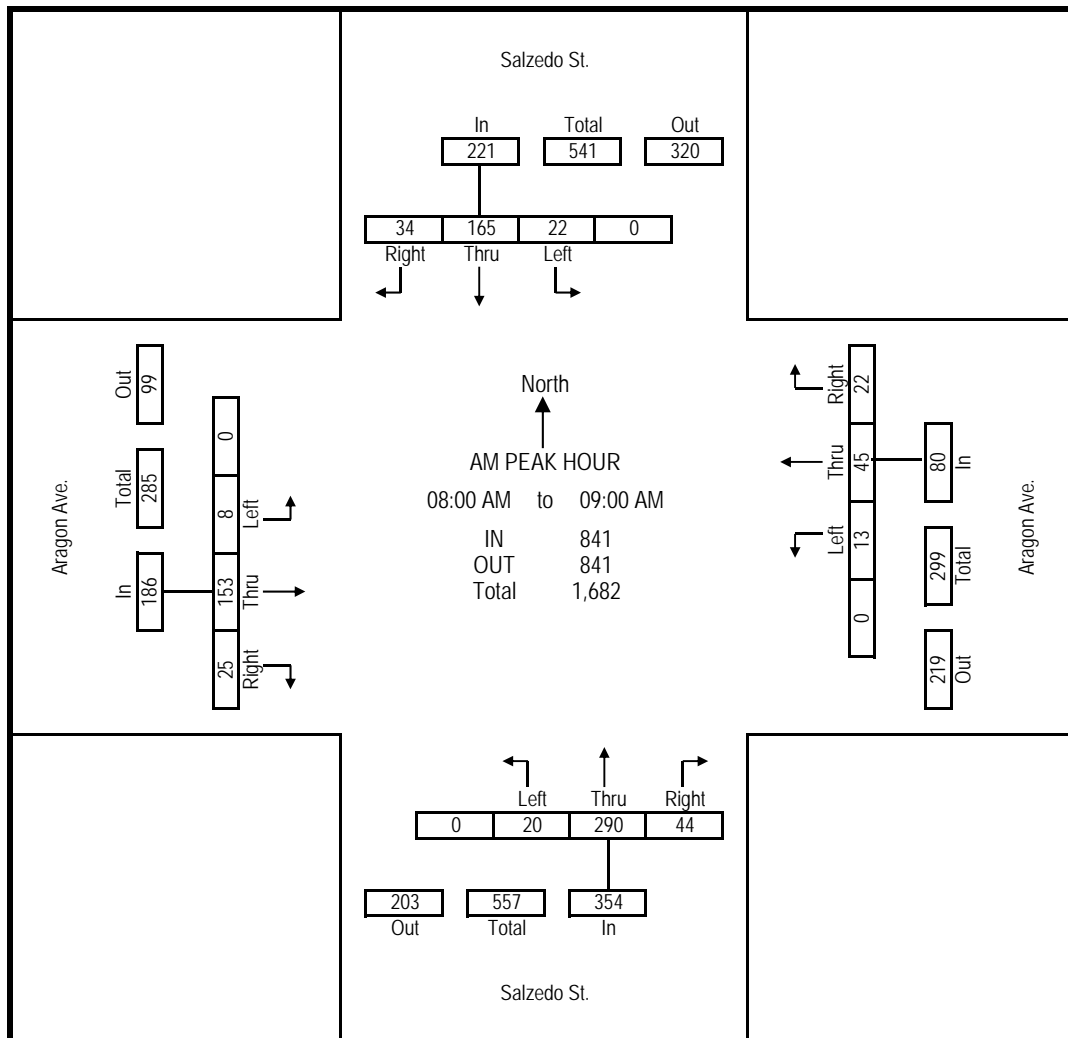 Salzedo St.
In Total Out
221 541 320
34 165 22 0
Right Thru Left
Aragon Ave.
Out 99
Total 285
In 186
0
8 Left
153 Thru
25 Right
North
AM PEAK HOUR
08:00 AM to 09:00 AM
IN 841
OUT 841
Total 1,682
Right 22
Thru 45
Left 13
0
80 In
299 Total
219 Out
Aragon Ave.
Left Thru Right
0 20 290 44
203 557 354
Out Total In
Salzedo St.